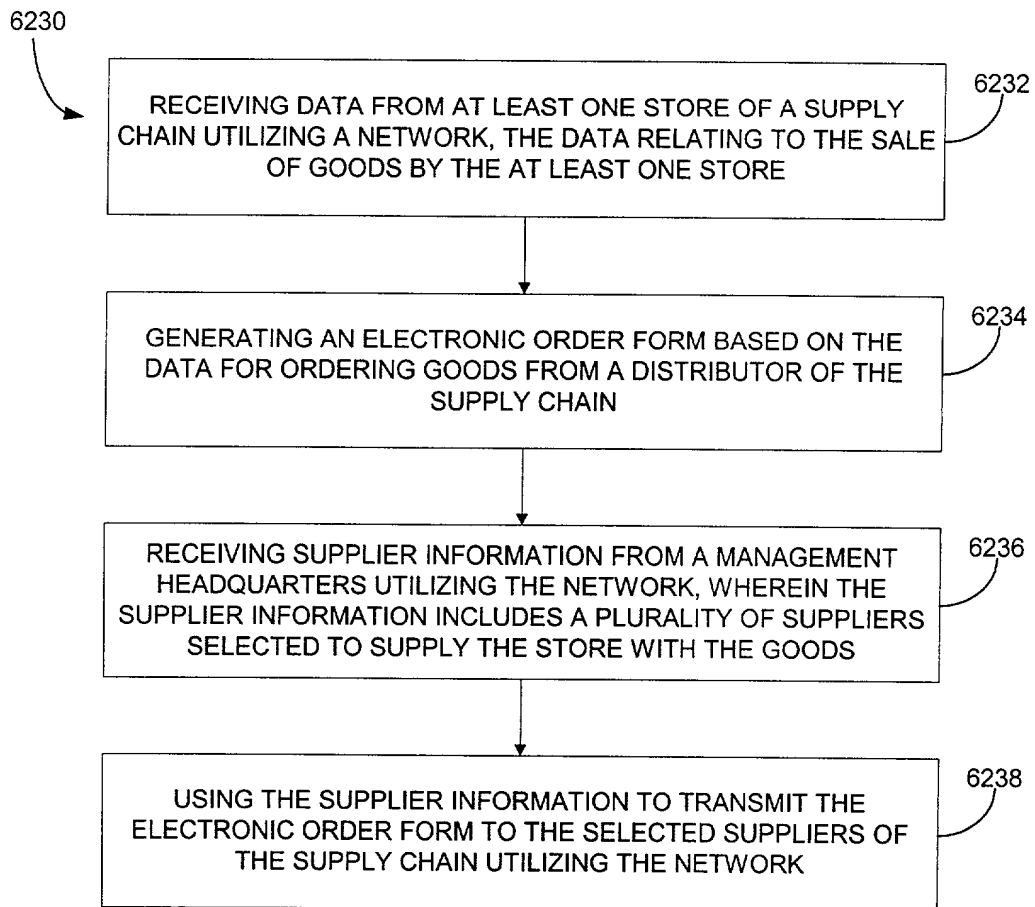 6230
6232
RECEIVING DATA FROM AT LEAST ONE STORE OF A SUPPLY
CHAIN UTILIZING A NETWORK, THE DATA RELATING TO THE SALE
OF GOODS BY THE AT LEAST ONE STORE
6234
GENERATING AN ELECTRONIC ORDER FORM BASED ON THE
DATA FOR ORDERING GOODS FROM A DISTRIBUTOR OF THE
SUPPLY CHAIN
6236
RECEIVING SUPPLIER INFORMATION FROM A MANAGEMENT
HEADQUARTERS UTILIZING THE NETWORK, WHEREIN THE
SUPPLIER INFORMATION INCLUDES A PLURALITY OF SUPPLIERS
SELECTED TO SUPPLY THE STORE WITH THE GOODS
6238
USING THE SUPPLIER INFORMATION TO TRANSMIT THE
ELECTRONIC ORDER FORM TO THE SELECTED SUPPLIERS OF
THE SUPPLY CHAIN UTILIZING THE NETWORK